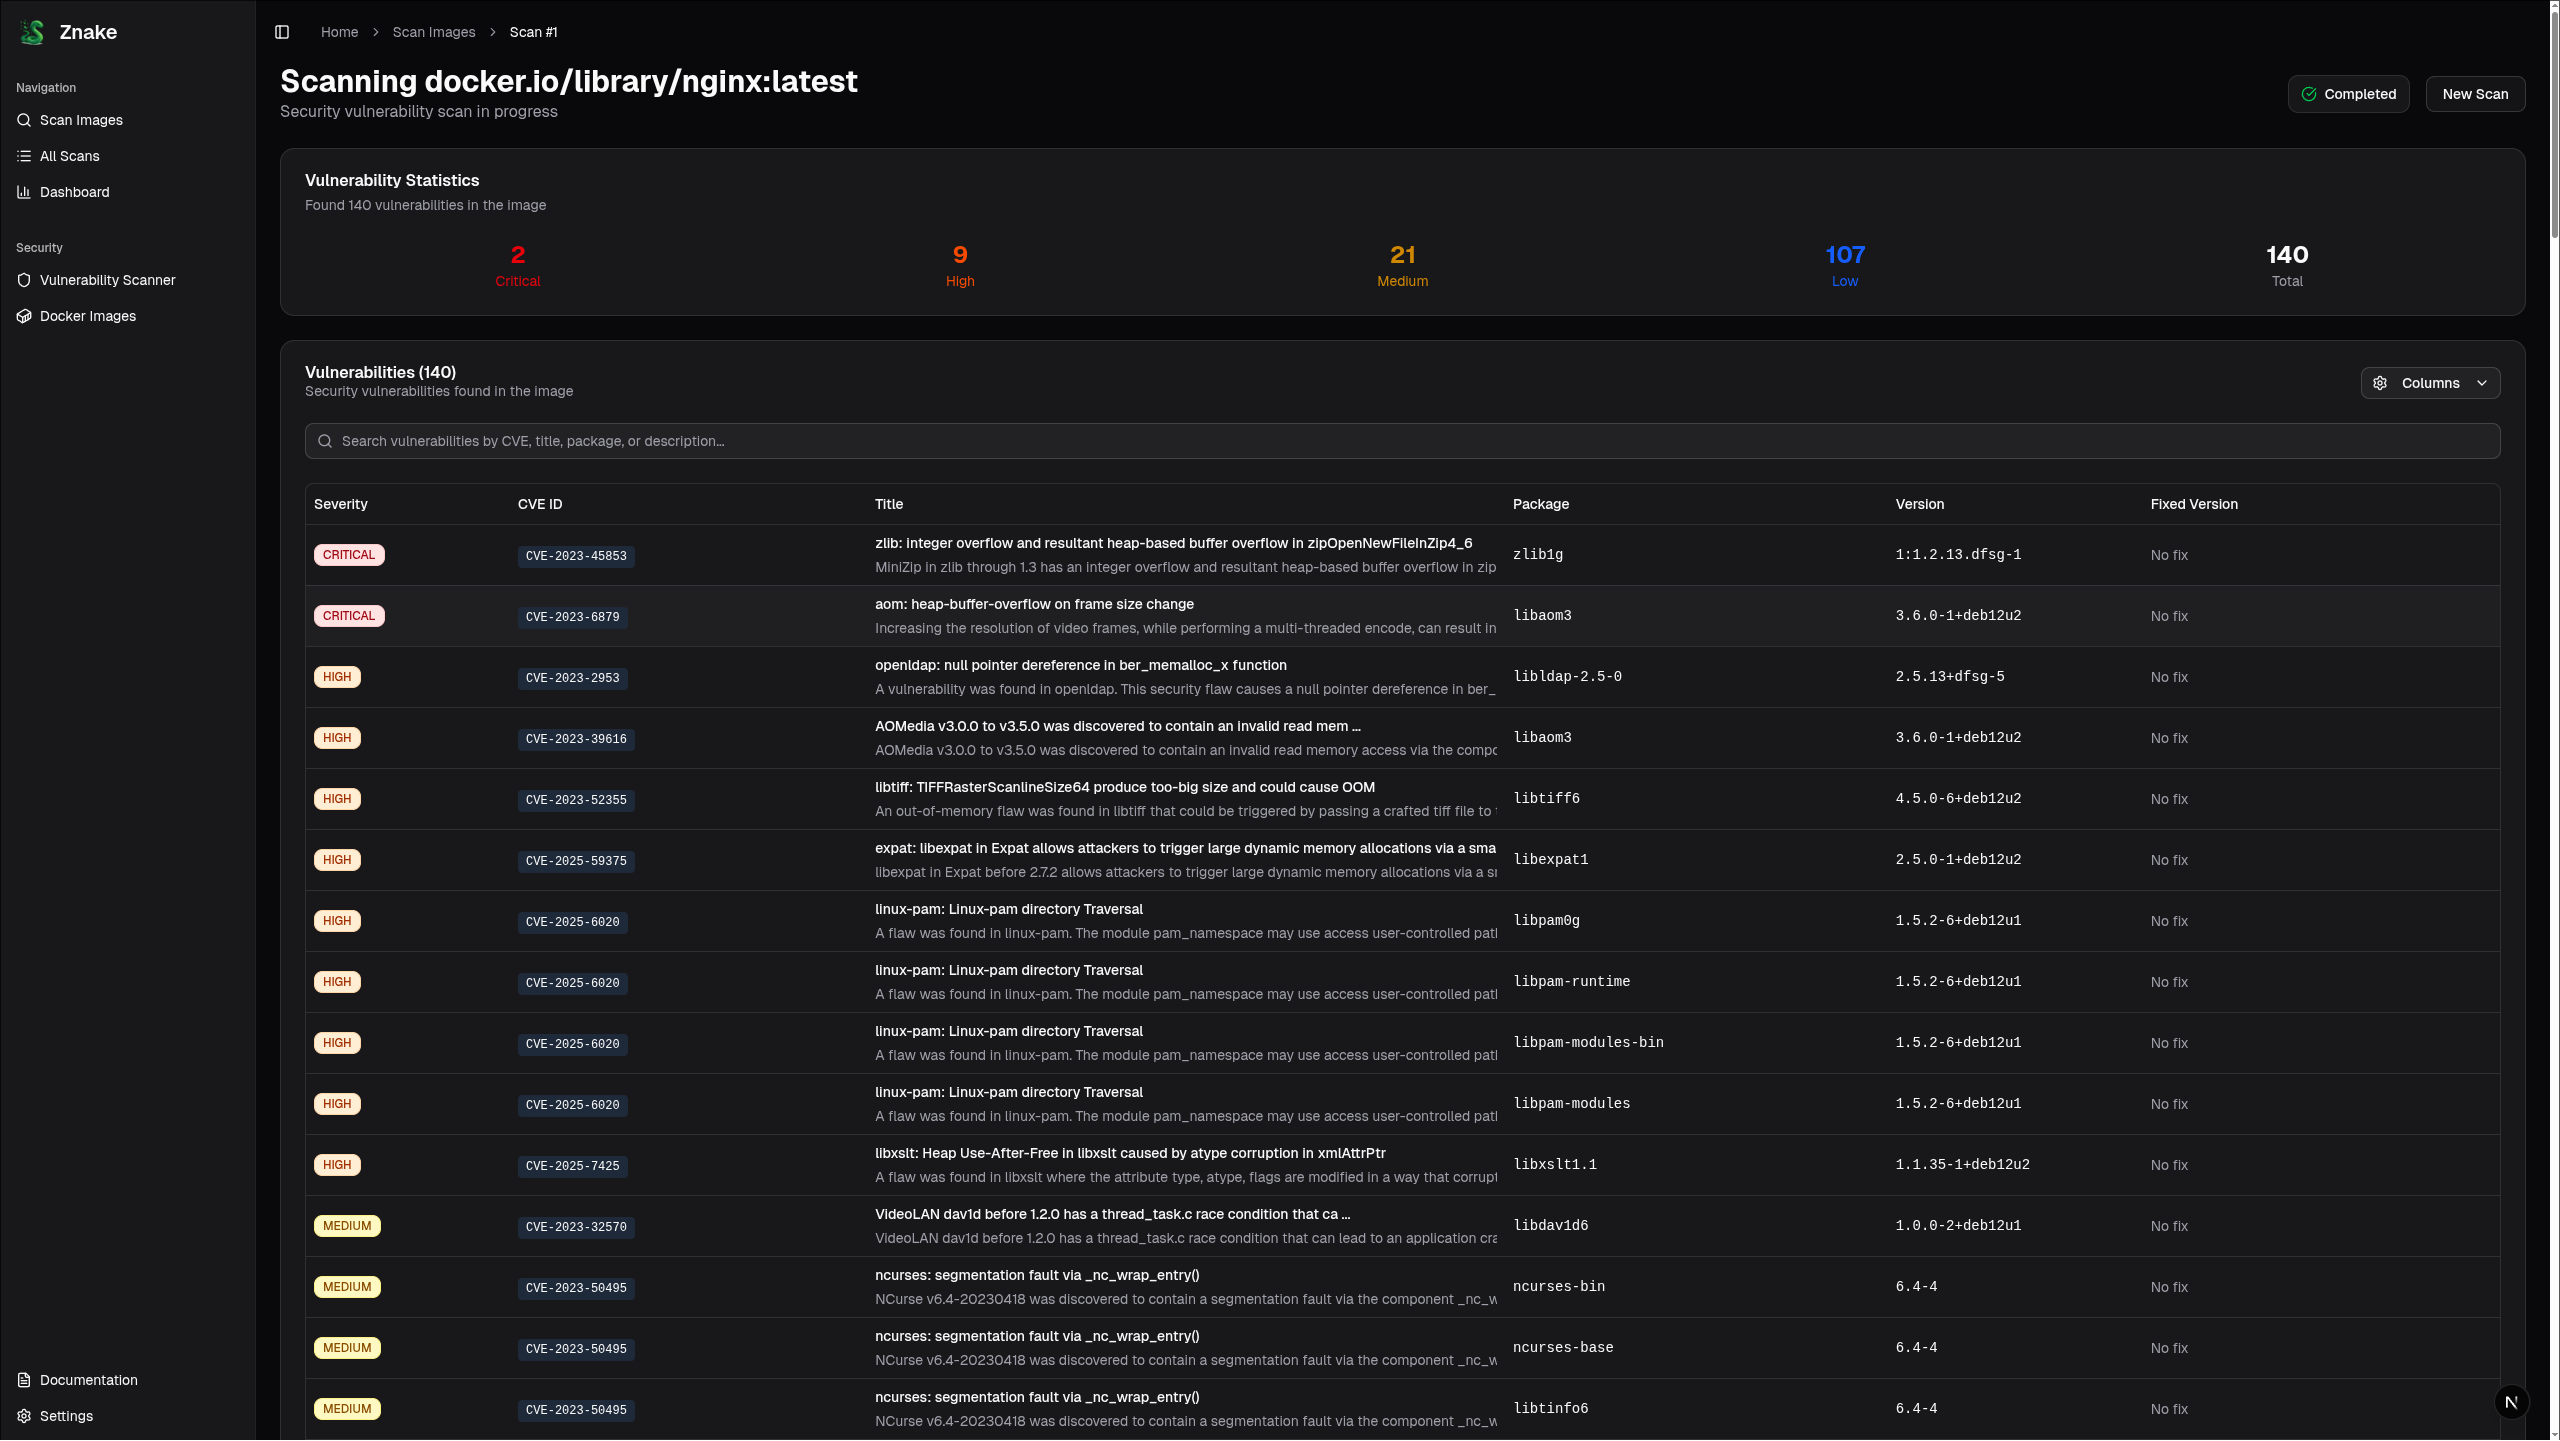 Znake
Navigation
Scan Images
All Scans
Dashboard
Security
Vulnerability Scanner
Docker Images
Documentation
Settings
Home > Scan Images > Scan #1
Scanning docker.io/library/nginx:latest
Security vulnerability scan in progress
Completed
New Scan
Vulnerability Statistics
Found 140 vulnerabilities in the image
2 9 21 107 140
Critical High Medium Low Total
Vulnerabilities (140)
Security vulnerabilities found in the image
Columns
Search vulnerabilities by CVE, title, package, or description...
Severity CVE ID Title Package Version Fixed Version
CRITICAL CVE-2023-45853 zlib: integer overflow and resultant heap-based buffer overflow in zipOpenNewFileInZip4_6 zlib1g 1:1.2.13.dfsg-1 No fix
MiniZip in zlib through 1.3 has an integer overflow and resultant heap-based buffer overflow in zip
CRITICAL CVE-2023-6879 aom: heap-buffer-overflow on frame size change libaom3 3.6.0-1+deb12u2 No fix
Increasing the resolution of video frames, while performing a multi-threaded encode, can result in
HIGH CVE-2023-2953 openldap: null pointer dereference in ber_memalloc_x function libldap-2.5-0 2.5.13+dfsg-5 No fix
A vulnerability was found in openldap. This security flaw causes a null pointer dereference in ber_
HIGH CVE-2023-39616 AOMedia v3.0.0 to v3.5.0 was discovered to contain an invalid read mem ... libaom3 3.6.0-1+deb12u2 No fix
AOMedia v3.0.0 to v3.5.0 was discovered to contain an invalid read memory access via the compo
HIGH CVE-2023-52355 libtiff: TIFFRasterScanlineSize64 produce too-big size and could cause OOM libtiff6 4.5.0-6+deb12u2 No fix
An out-of-memory flaw was found in libtiff that could be triggered by passing a crafted tiff file to
HIGH CVE-2025-59375 expat: libexpat in Expat allows attackers to trigger large dynamic memory allocations via a sma libexpat1 2.5.0-1+deb12u2 No fix
libexpat in Expat before 2.7.2 allows attackers to trigger large dynamic memory allocations via a
HIGH CVE-2025-6020 linux-pam: Linux-pam directory Traversal libpam0g 1.5.2-6+deb12u1 No fix
A flaw was found in linux-pam. The module pam_namespace may use access user-controlled path
HIGH CVE-2025-6020 linux-pam: Linux-pam directory Traversal libpam-runtime 1.5.2-6+deb12u1 No fix
A flaw was found in linux-pam. The module pam_namespace may use access user-controlled path
HIGH CVE-2025-6020 linux-pam: Linux-pam directory Traversal libpam-modules-bin 1.5.2-6+deb12u1 No fix
A flaw was found in linux-pam. The module pam_namespace may use access user-controlled path
HIGH CVE-2025-6020 linux-pam: Linux-pam directory Traversal libpam-modules 1.5.2-6+deb12u1 No fix
A flaw was found in linux-pam. The module pam_namespace may use access user-controlled path
HIGH CVE-2025-7425 libxslt: Heap Use-After-Free in libxslt caused by atype corruption in xmlAttrPtr libxslt1.1 1.1.35-1+deb12u2 No fix
A flaw was found in libxslt where the attribute type, atype, flags are modified in a way that corrupt
MEDIUM CVE-2023-32570 VideoLAN dav1d before 1.2.0 has a thread_task.c race condition that ca ... libdav1d6 1.0.0-2+deb12u1 No fix
VideoLAN dav1d before 1.2.0 has a thread_task.c race condition that can lead to an application cra
MEDIUM CVE-2023-50495 ncurses: segmentation fault via _nc_wrap_entry() ncurses-bin 6.4-4 No fix
NCurse v6.4-20230418 was discovered to contain a segmentation fault via the component _nc_w
MEDIUM CVE-2023-50495 ncurses: segmentation fault via _nc_wrap_entry() ncurses-base 6.4-4 No fix
NCurse v6.4-20230418 was discovered to contain a segmentation fault via the component _nc_w
MEDIUM CVE-2023-50495 ncurses: segmentation fault via _nc_wrap_entry() libtinfo6 6.4-4 No fix
NCurse v6.4-20230418 was discovered to contain a segmentation fault via the component _nc_w
N